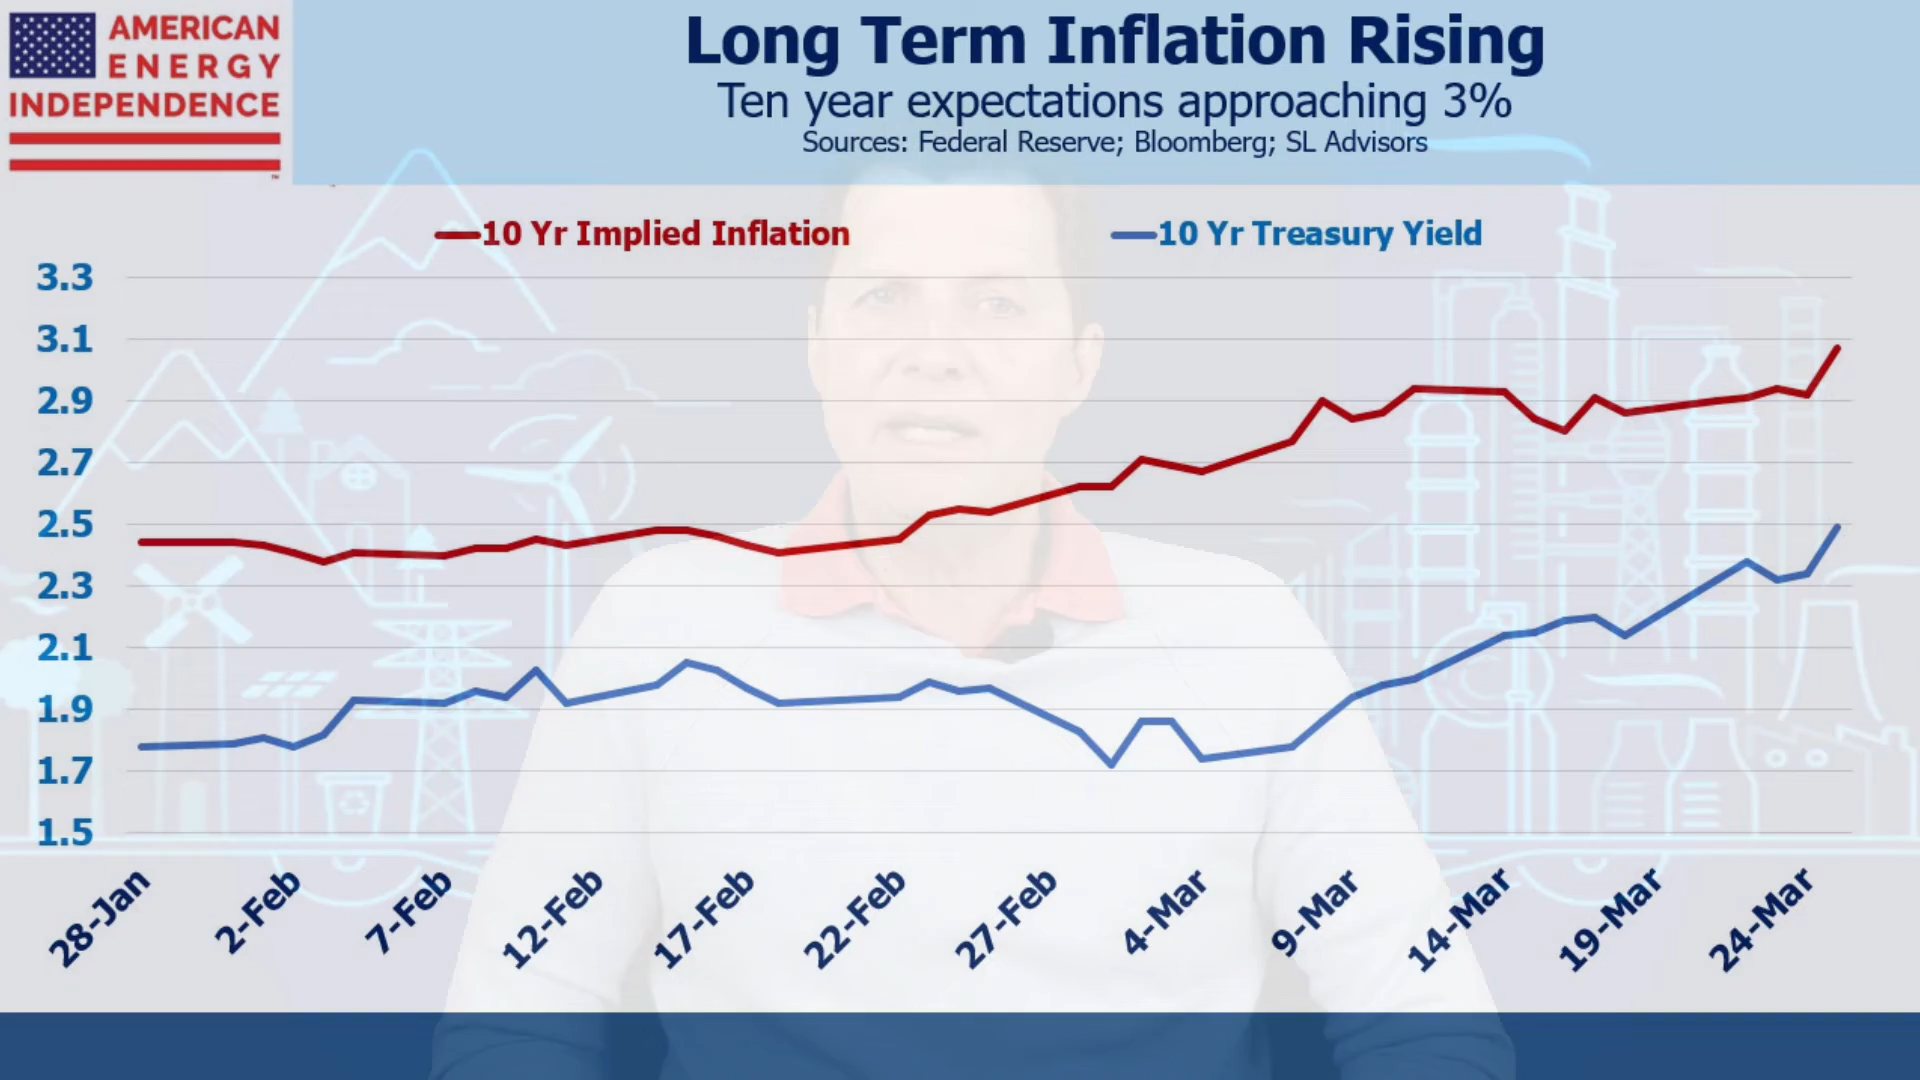 AMERICAN
ENERGY
INDEPENDENCE
™
Long Term Inflation Rising
Ten year expectations approaching 3%
Sources: Federal Reserve; Bloomberg; SL Advisors
10 Yr Implied Inflation
10 Yr Treasury Yield
3.3
3.1
2.9
2.7
2.5
2.3
2.1
1.9
1.7
1.5
28-Jan
2-Feb
7-Feb
12-Feb
17-Feb
22-Feb
27-Feb
4-Mar
9-Mar
14-Mar
19-Mar
24-Mar